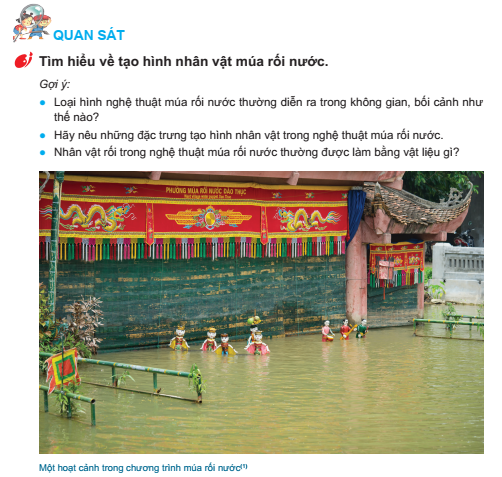 QUAN SÁT
Tìm hiểu về tạo hình nhân vật múa rối nước.
Gợi ý:
• Loại hình nghệ thuật múa rối nước thường diễn ra trong không gian, bối cảnh như
thế nào?
• Hãy nêu những đặc trưng tạo hình nhân vật trong nghệ thuật múa rối nước.
• Nhân vật rối trong nghệ thuật múa rối nước thường được làm bằng vật liệu gì?
PHƯỜNG MÚA RỐI NƯỚC ĐÀO THỤC
Một hoạt cảnh trong chương trình múa rối nước(1)